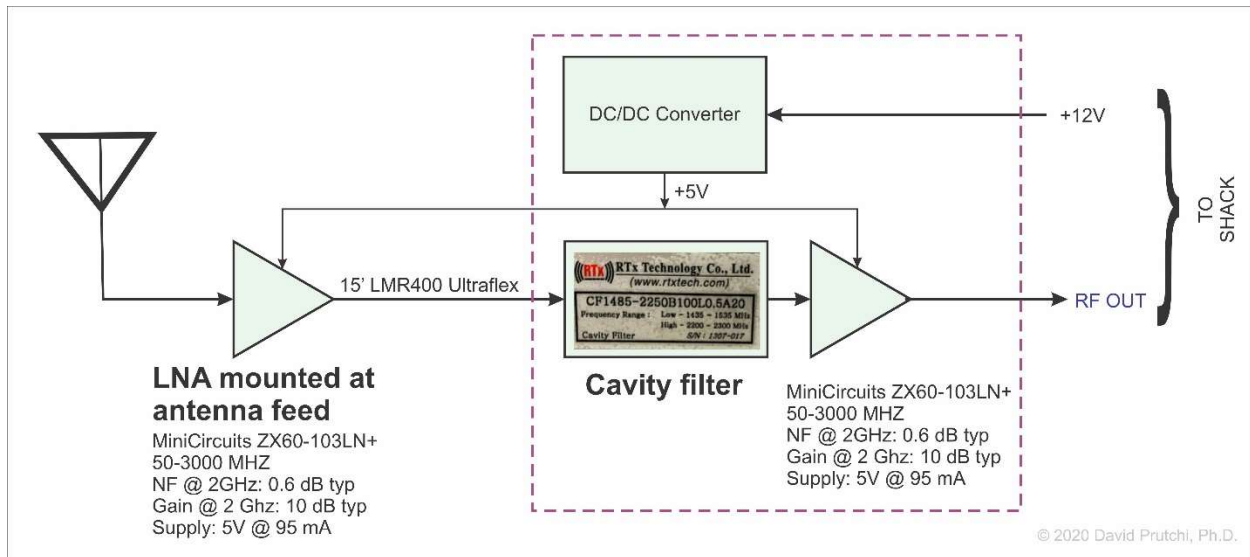 DC/DC Converter
+12V
+5V
TO
SHACK
15' LMR400 Ultraflex
RTx
RTx Technology Co., Ltd.
(www.rtxtech.com)
CF1485-2250B100L0.5A20
Frequency Range : Low - 1435 - 1535 MHz
High - 2200 - 2300 MHz
Cavity Filter S/N : 1307-017
RF OUT
LNA mounted at
antenna feed
MiniCircuits ZX60-103LN+
50-3000 MHZ
NF @ 2GHz: 0.6 dB typ
Gain @ 2 Ghz: 10 dB typ
Supply: 5V @ 95 mA
Cavity filter
MiniCircuits ZX60-103LN+
50-3000 MHZ
NF @ 2GHz: 0.6 dB typ
Gain @ 2 Ghz: 10 dB typ
Supply: 5V @ 95 mA
© 2020 David Prutchi, Ph.D.